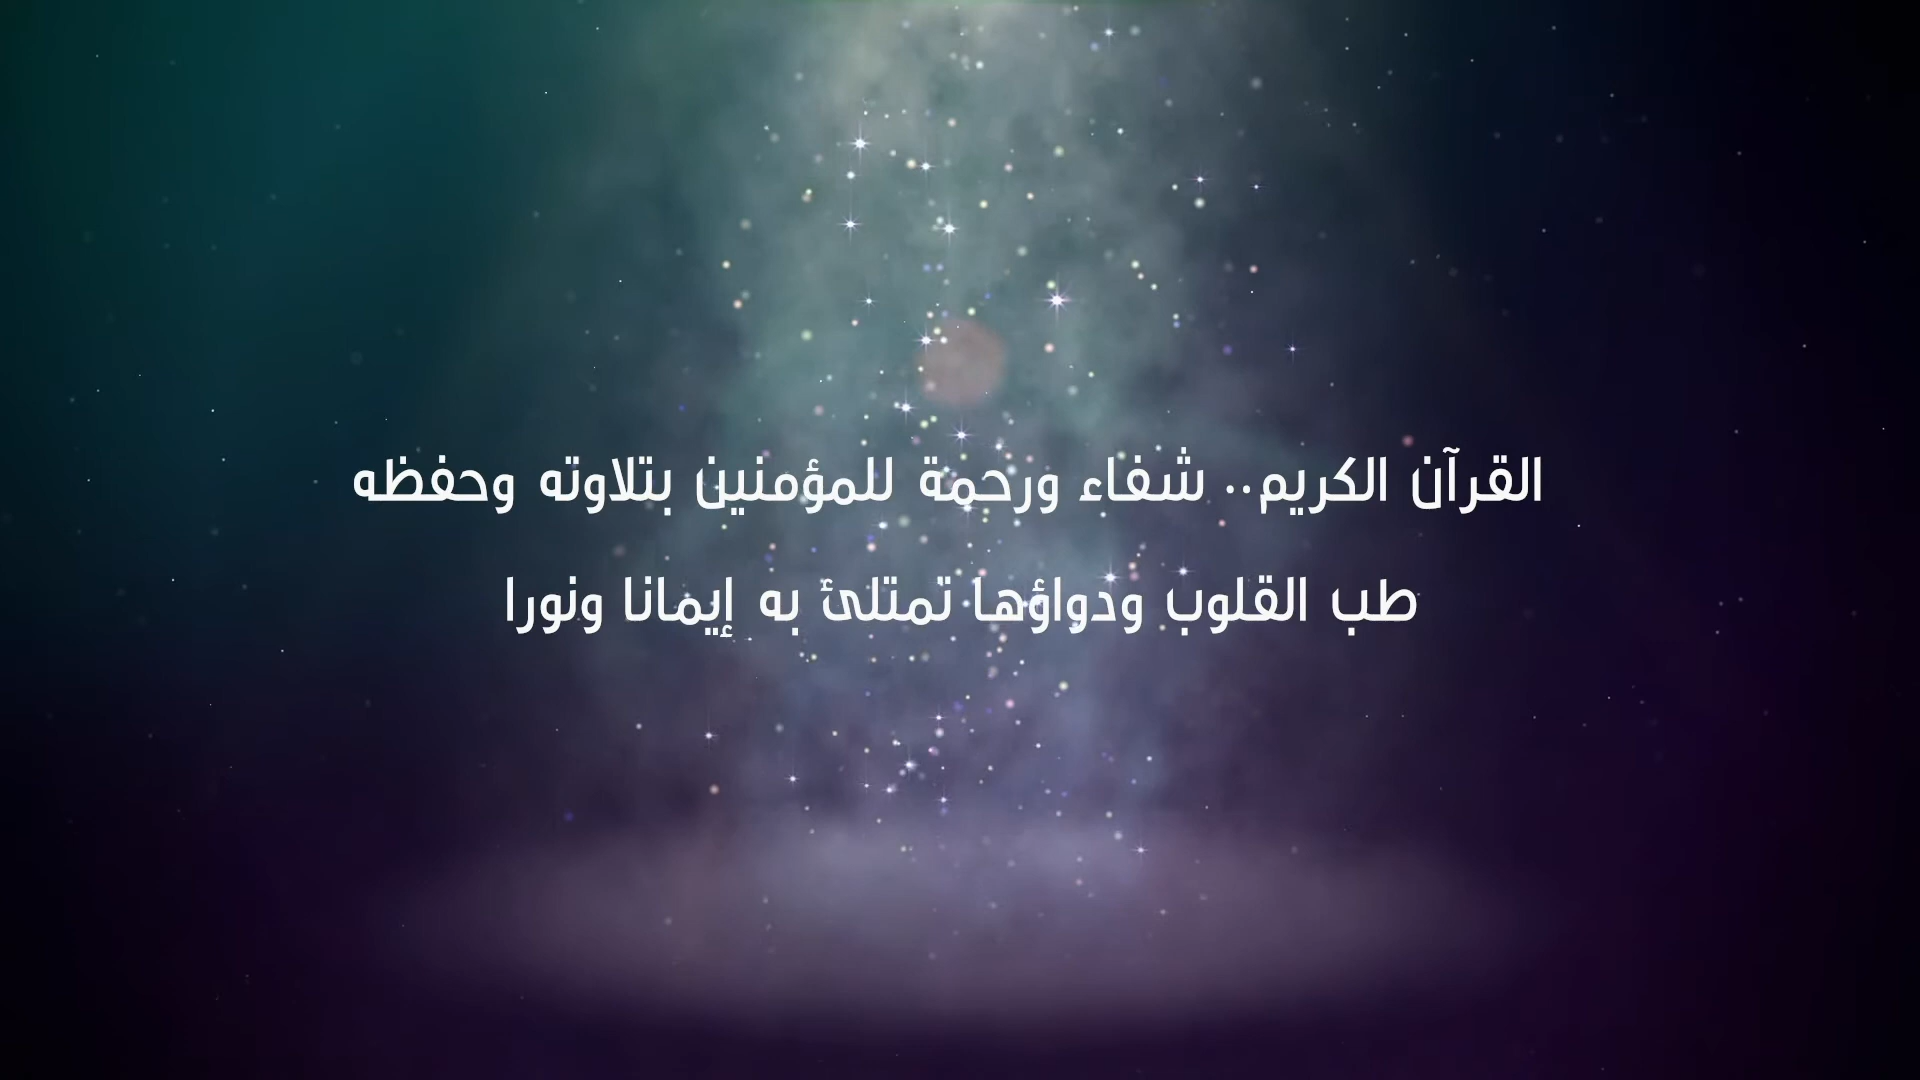 القرآن الكريم.. شفاء ورحمة للمؤمنين بتلاوته وحفظه
طب القلوب ودواؤها تمتلئ به إيمانا ونورا